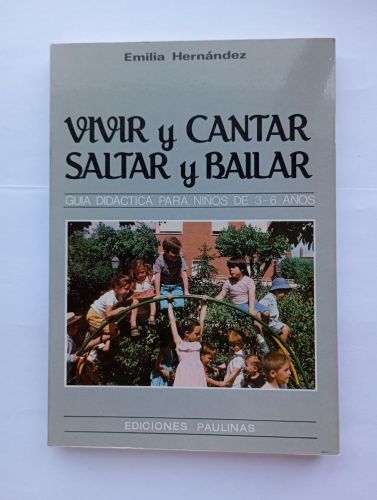 Emilia Hernández
VIVIR y CANTAR
SALTAR y BAILAR
GUIA DIDACTICA PARA NIÑOS DE 3-6 AÑOS
EDICIONES PAULINAS